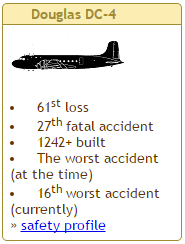 Douglas DC-4
• 61st loss
• 27th fatal accident
• 1242+ built
• The worst accident
(at the time)
• 16th worst accident
(currently)
» safety profile